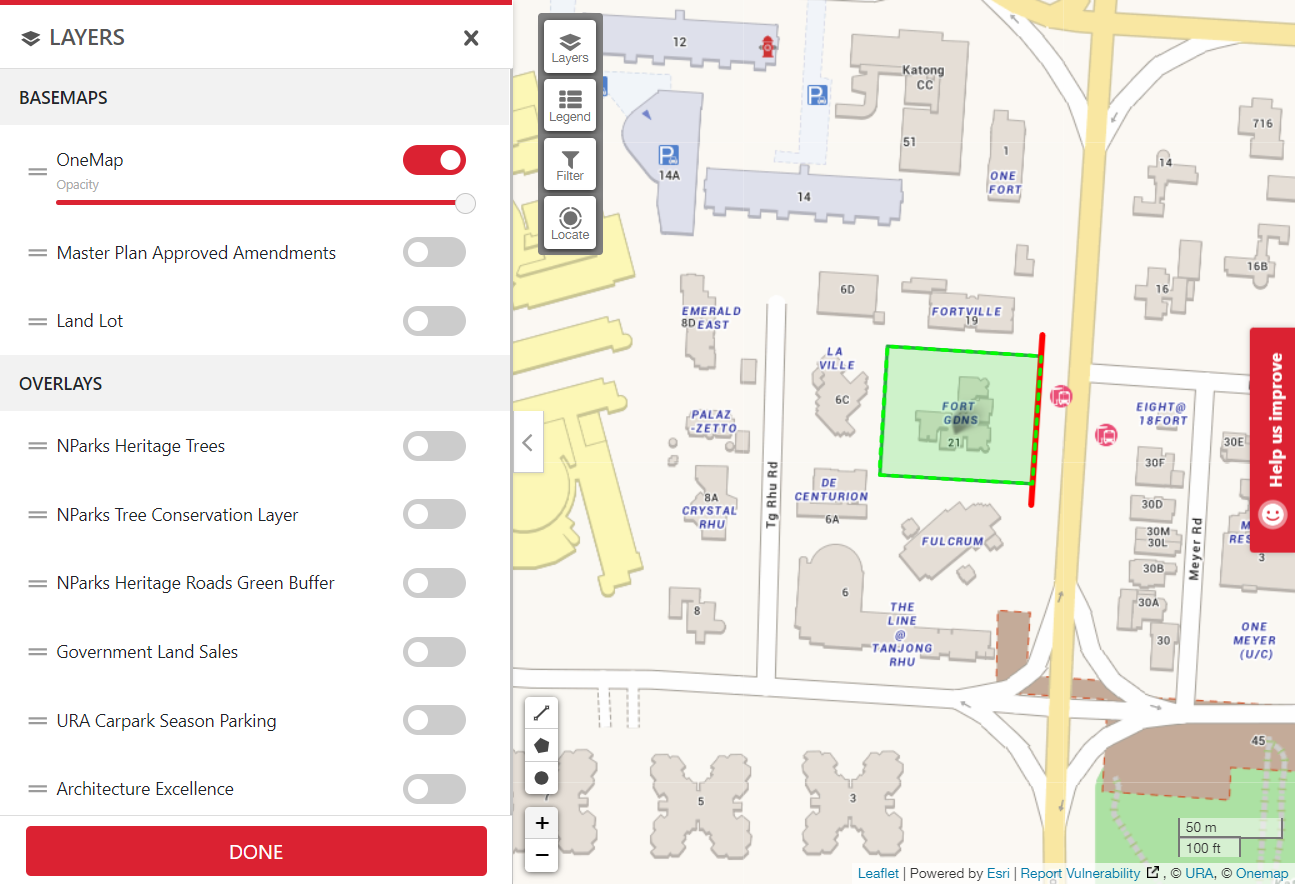 LAYERS
BASEMAPS
OneMap
Opacity
Master Plan Approved Amendments
Land Lot
OVERLAYS
NParks Heritage Trees
NParks Tree Conservation Layer
NParks Heritage Roads Green Buffer
Government Land Sales
URA Carpark Season Parking
Architecture Excellence
DONE
Layers
Legend
Filter
Locate
12
Katong
CC
51
P
P
14A
14
1
ONE
FORT
716
14
16B
16
6D
FORTVILLE
19
EMERALD
8D EAST
LA
VILLE
6C
FORT
GDNS
21
PALAZ
-ZETTO
EIGHT@
18FORT
30E
30F
8A
CRYSTAL
RHU
Tg Rhu Rd
DE
CENTURION
6A
FULCRUM
30D
30M
30L
30B
30A
30
Meyer Rd
M
RES
3
ONE
MEYER
(U/C)
8
6
THE
LINE
@
TANJONG
RHU
45
7
5
3
Help us improve
+
−
50 m
100 ft
Leaflet | Powered by Esri | Report Vulnerability , © URA, © Onemap